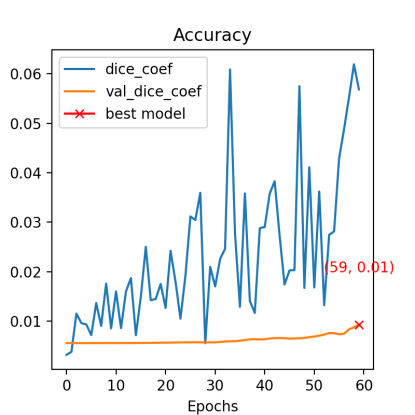 Accuracy
dice_coef
val_dice_coef
best model
0.06
0.05
0.04
0.03
0.02
0.01
(59, 0.01)
0 10 20 30 40 50 60
Epochs